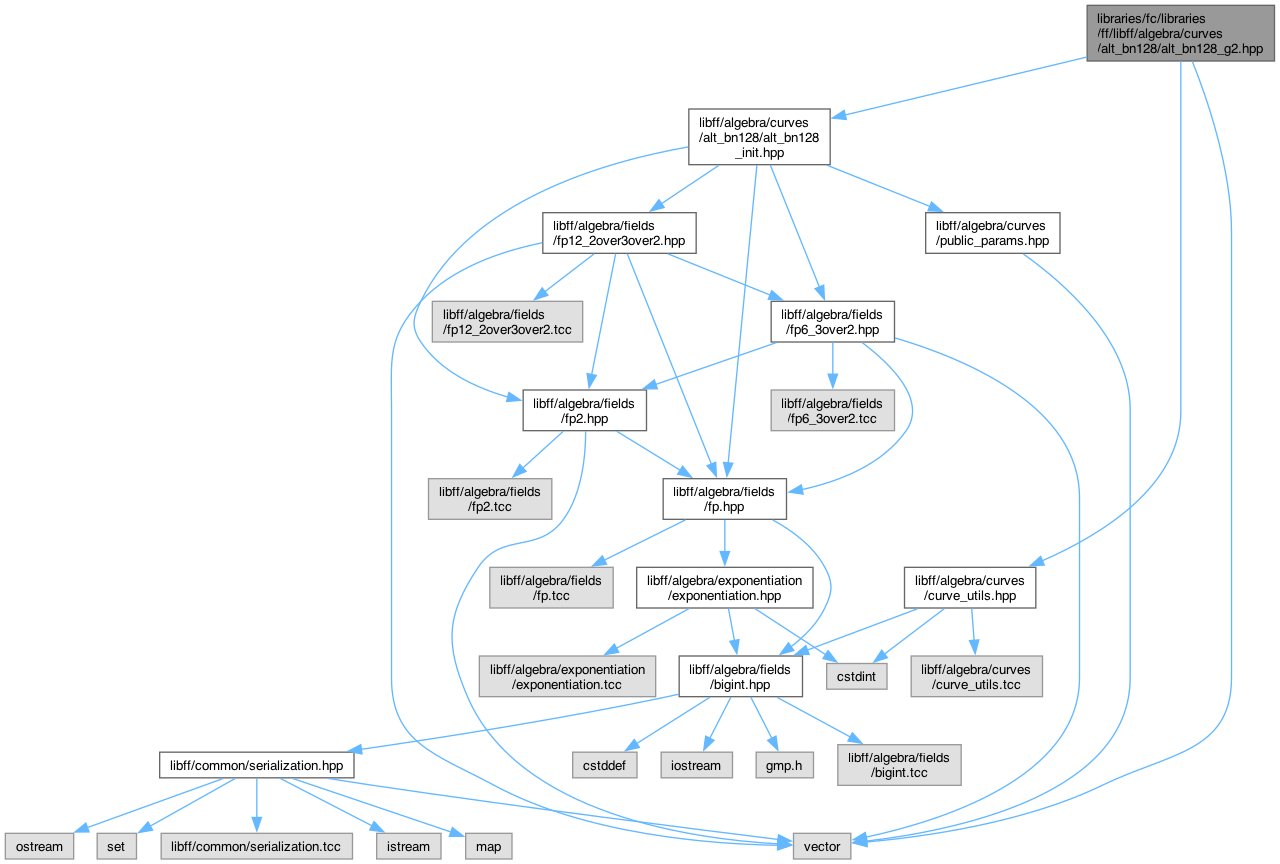 libraries/fc/libraries
/ff/libff/algebra/curves
/alt_bn128/alt_bn128_g2.hpp
libff/algebra/curves
/alt_bn128/alt_bn128
_init.hpp
libff/algebra/fields
/fp12_2over3over2.hpp
libff/algebra/curves
/public_params.hpp
libff/algebra/fields
/fp12_2over3over2.tcc
libff/algebra/fields
/fp6_3over2.hpp
libff/algebra/fields
/fp2.hpp
libff/algebra/fields
/fp6_3over2.tcc
libff/algebra/fields
/fp2.tcc
libff/algebra/fields
/fp.hpp
libff/algebra/fields
/fp.tcc
libff/algebra/exponentiation
/exponentiation.hpp
libff/algebra/curves
/curve_utils.hpp
libff/algebra/exponentiation
/exponentiation.tcc
libff/algebra/fields
/bigint.hpp
cstdint
libff/algebra/curves
/curve_utils.tcc
libff/common/serialization.hpp
cstddef
iostream
gmp.h
libff/algebra/fields
/bigint.tcc
ostream
set
libff/common/serialization.tcc
istream
map
vector